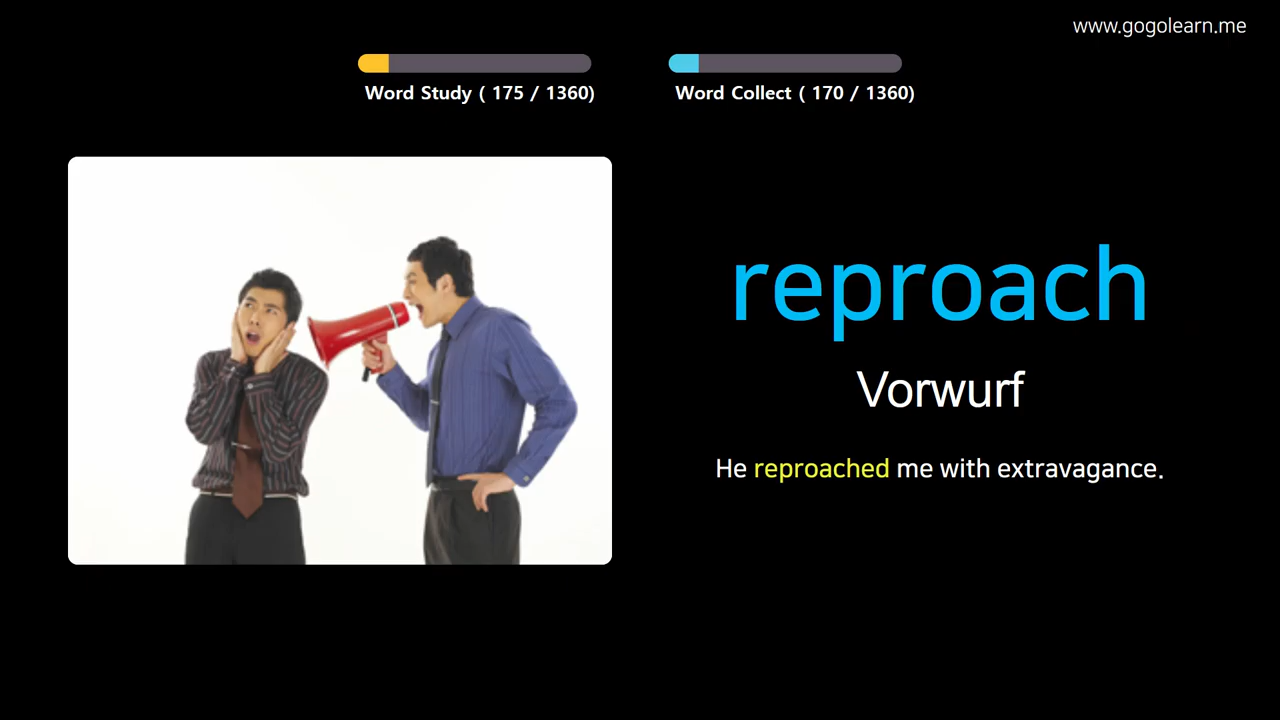 www.gogolearn.me
Word Study ( 175 / 1360)
Word Collect ( 170 / 1360)
reproach
Vorwurf
He reproached me with extravagance.